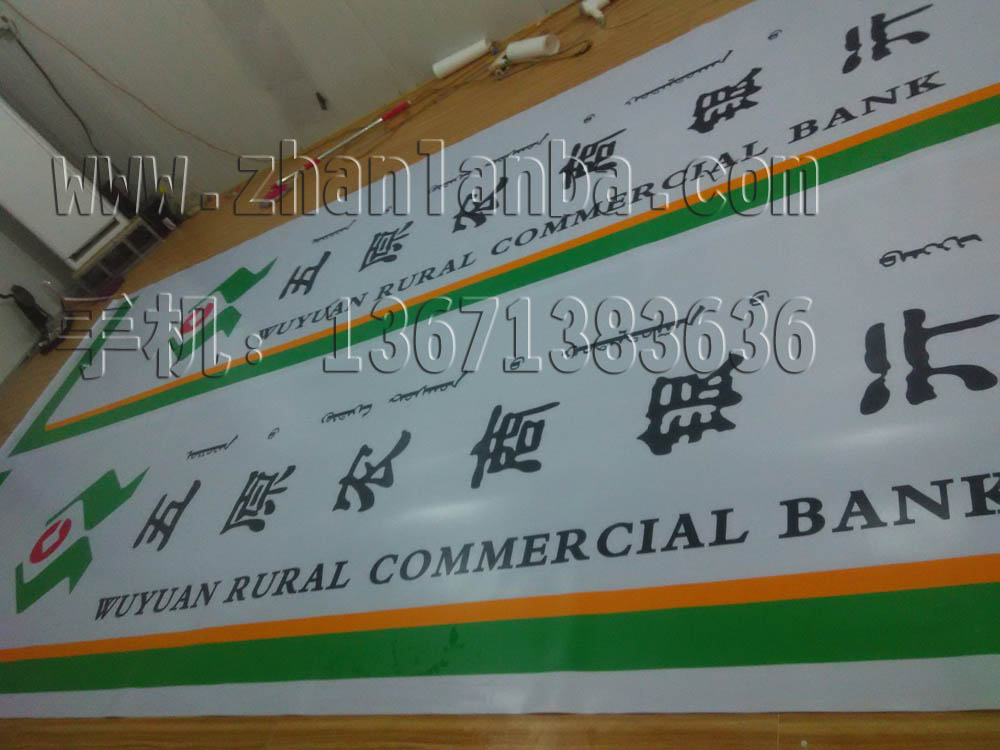 五原农商银行
WUYUAN RURAL COMMERCIAL BANK
www.zhanlanba.com
手机：13671383636
五原农商银行
WUYUAN RURAL COMMERCIAL BANK